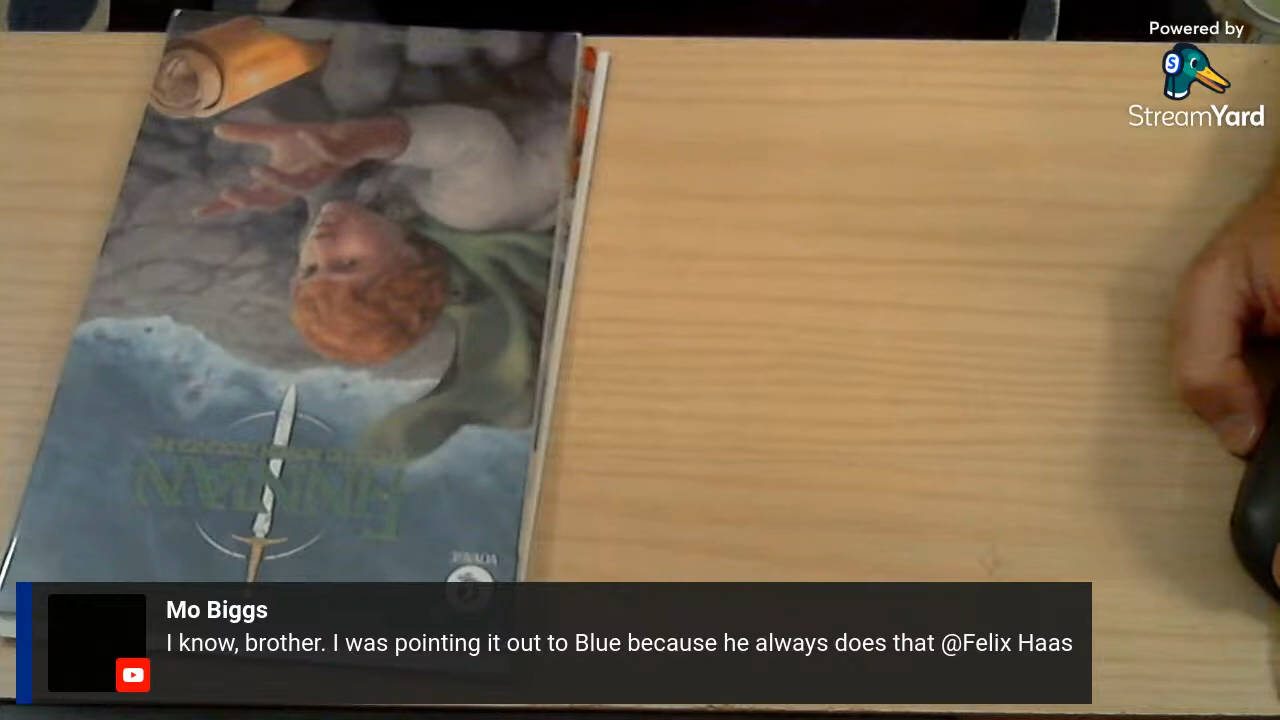 Powered by
StreamYard
FINNIAN
Mo Biggs
I know, brother. I was pointing it out to Blue because he always does that @Felix Haas